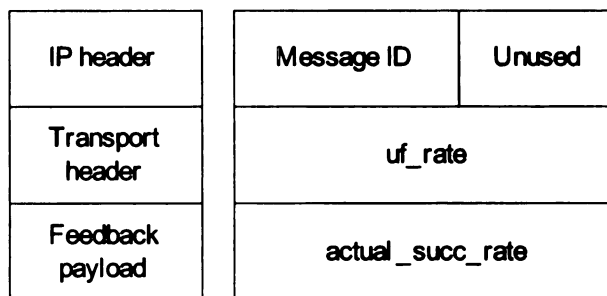 IP header
Message ID
Unused
Transport
header
uf_rate
Feedback
payload
actual_succ_rate